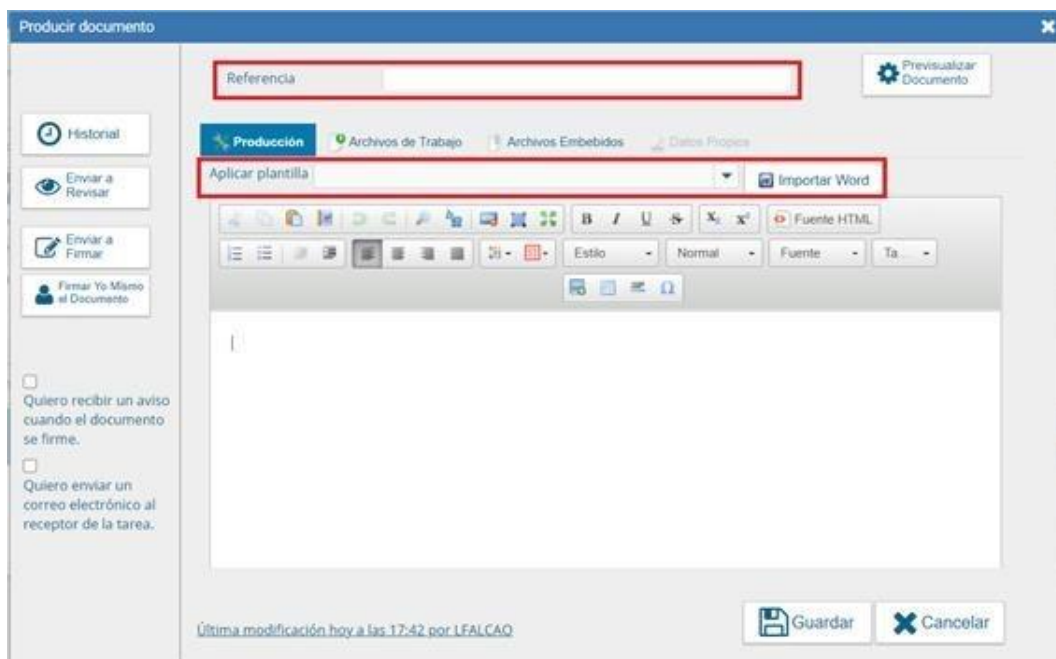 Producir documento
Referencia
Previsualizar
Documento
Historial
Enviar a
Revisar
Enviar a
Firmar
Firmar Yo Mismo
el Documento
Quiero recibir un aviso
cuando el documento
se firme.
Quiero enviar un
correo electrónico al
receptor de la tarea.
Producción Archivos de Trabajo Archivos Embebidos Datos Propios
Aplicar plantilla Importar Word
B I U S X₂ X² Fuente HTML
Estilo Normal Fuente Ta...
Ω
Última modificación hoy a las 17:42 por LFALCAO
Guardar Cancelar